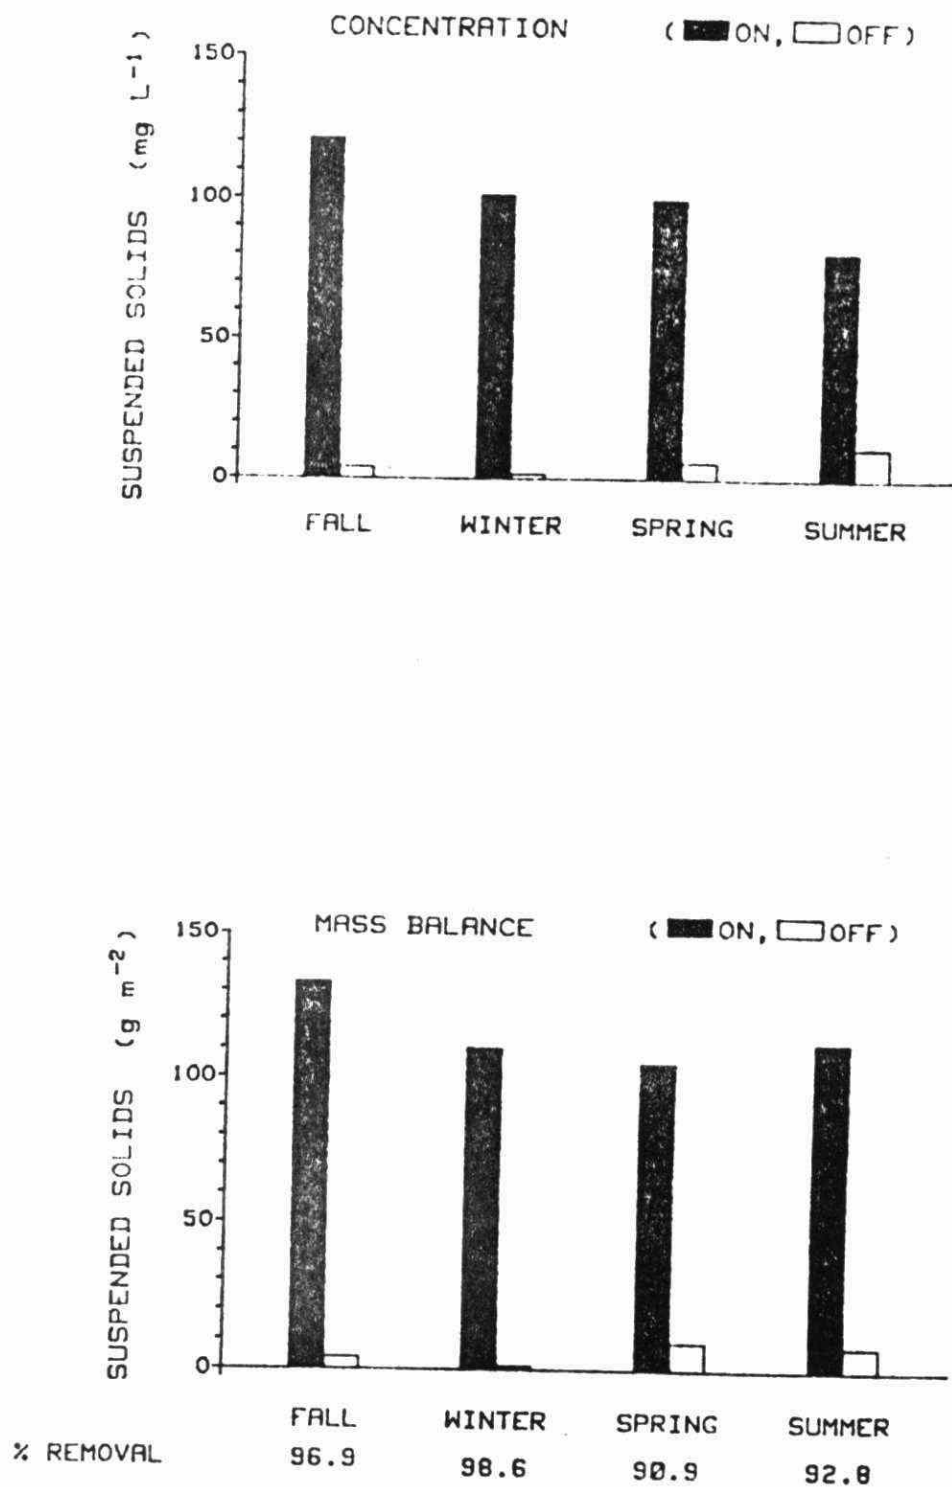 CONCENTRATION (ON, OFF)
SUSPENDED SOLIDS (mg L⁻¹)
150
100
50
0
FALL WINTER SPRING SUMMER
MASS BALANCE (ON, OFF)
SUSPENDED SOLIDS (g m⁻²)
150
100
50
0
FALL WINTER SPRING SUMMER
% REMOVAL 96.9 98.6 90.9 92.8